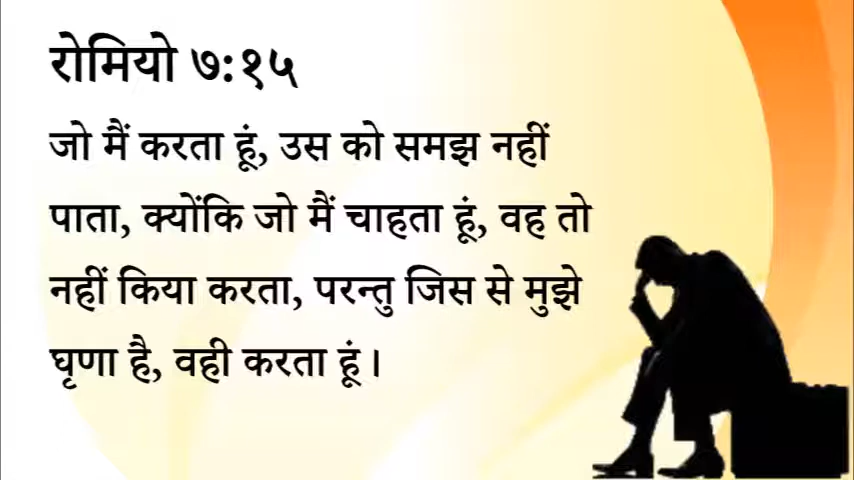 रोमियो ७:१५
जो मैं करता हूं, उस को समझ नहीं
पाता, क्योंकि जो मैं चाहता हूं, वह तो
नहीं किया करता, परन्तु जिस से मुझे
घृणा है, वही करता हूं।